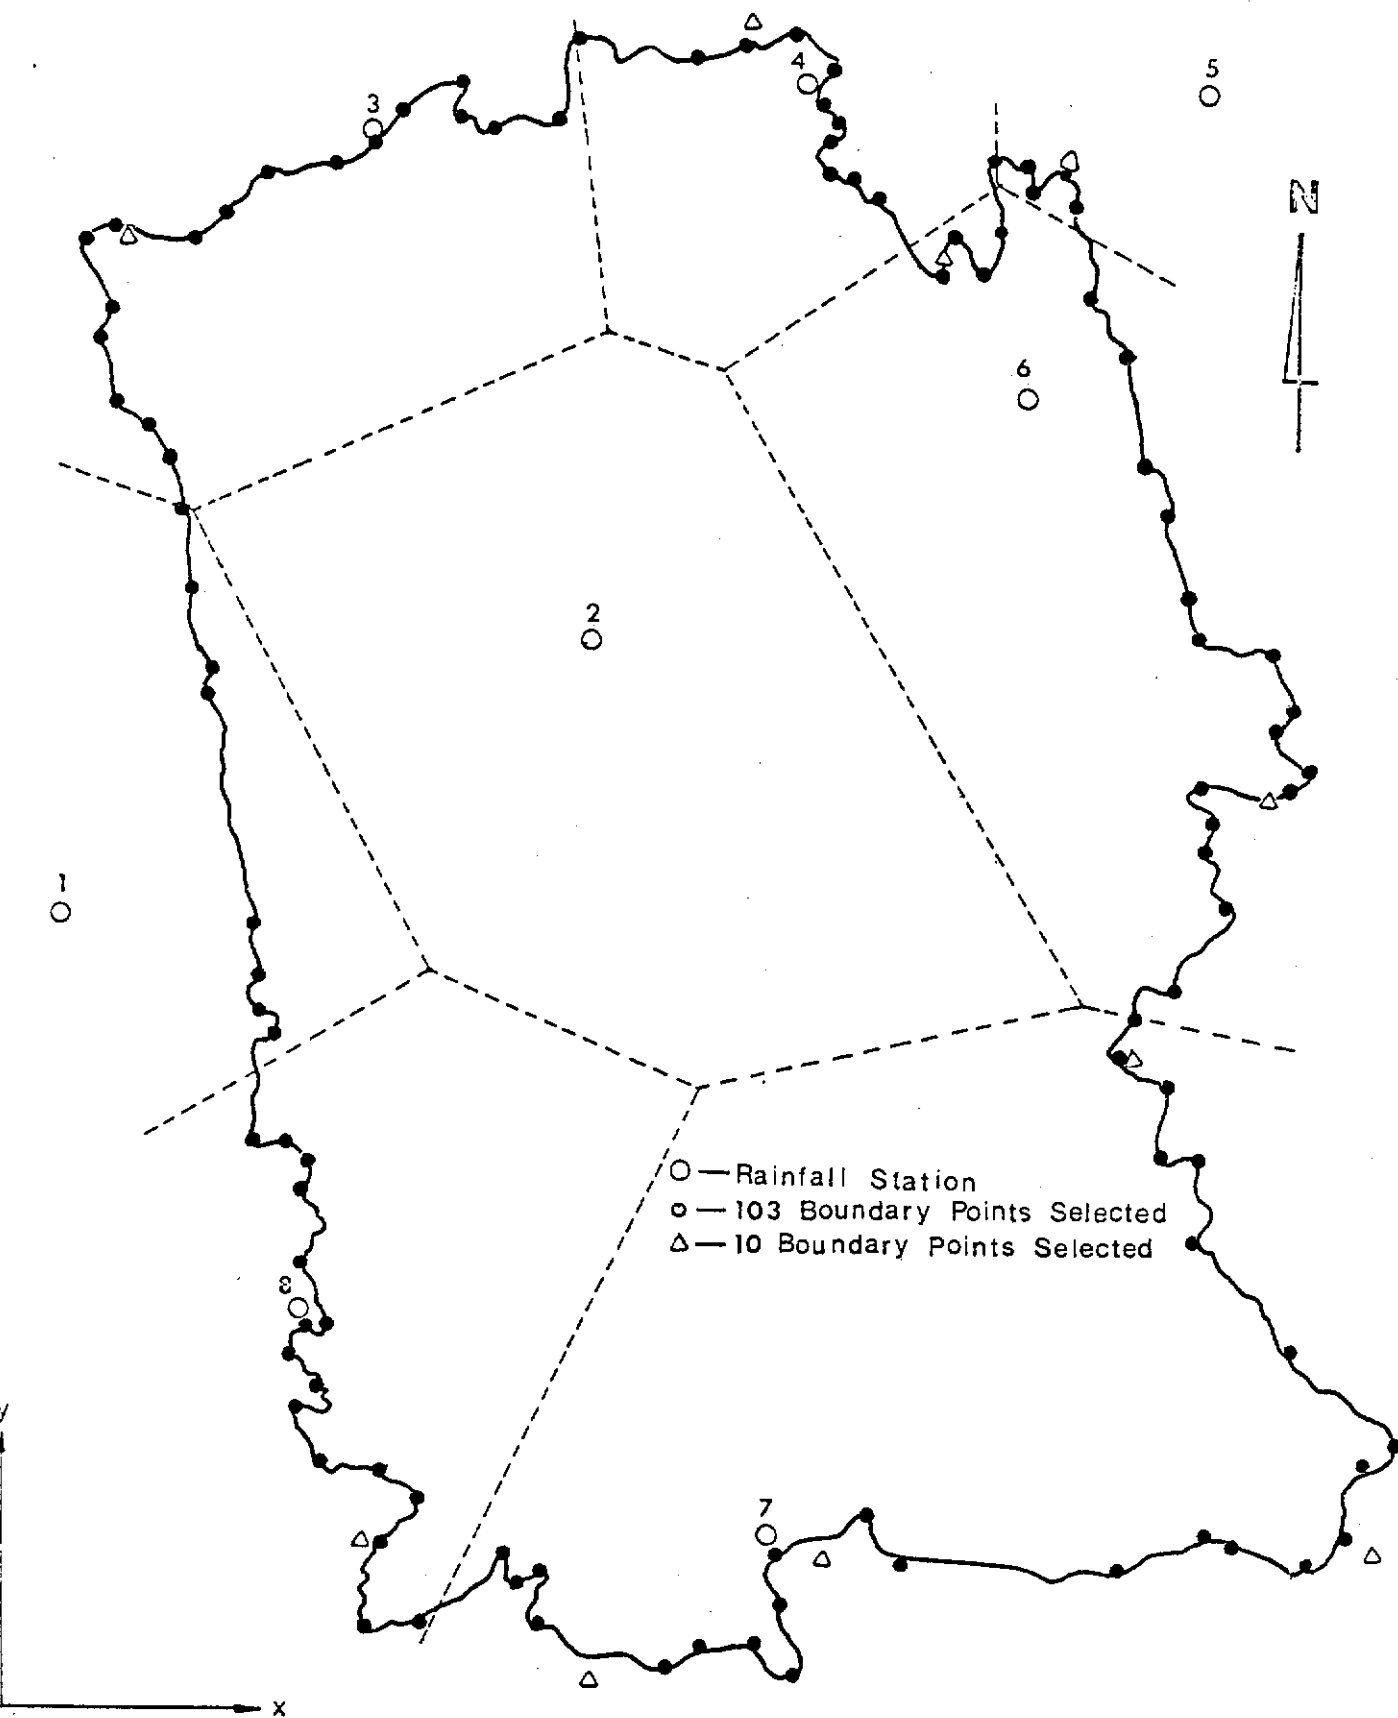 4
5
3
N
6
2
1
O — Rainfall Station
o — 103 Boundary Points Selected
△ — 10 Boundary Points Selected
8
y
7
x